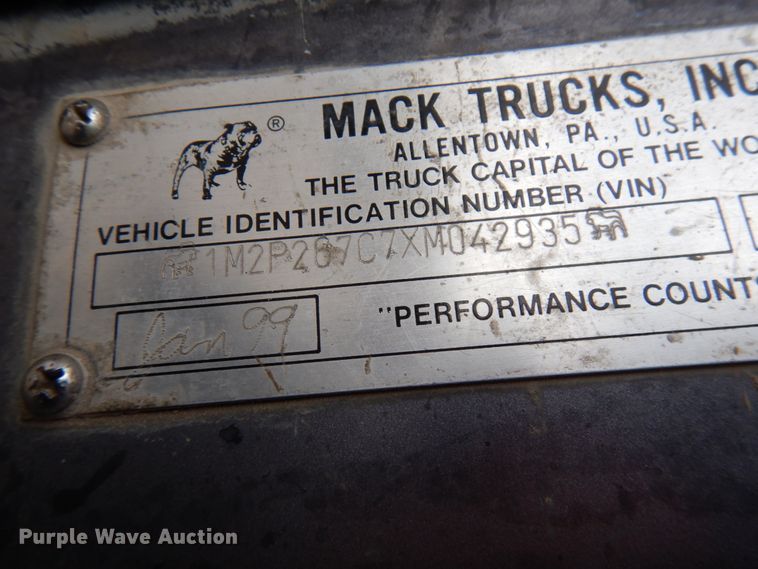 ®
MACK TRUCKS, INC
ALLENTOWN, PA., U.S.A.
THE TRUCK CAPITAL OF THE WO
VEHICLE IDENTIFICATION NUMBER (VIN)
1M2P267C7XM042935
Jan 99
"PERFORMANCE COUNTS
Purple Wave Auction